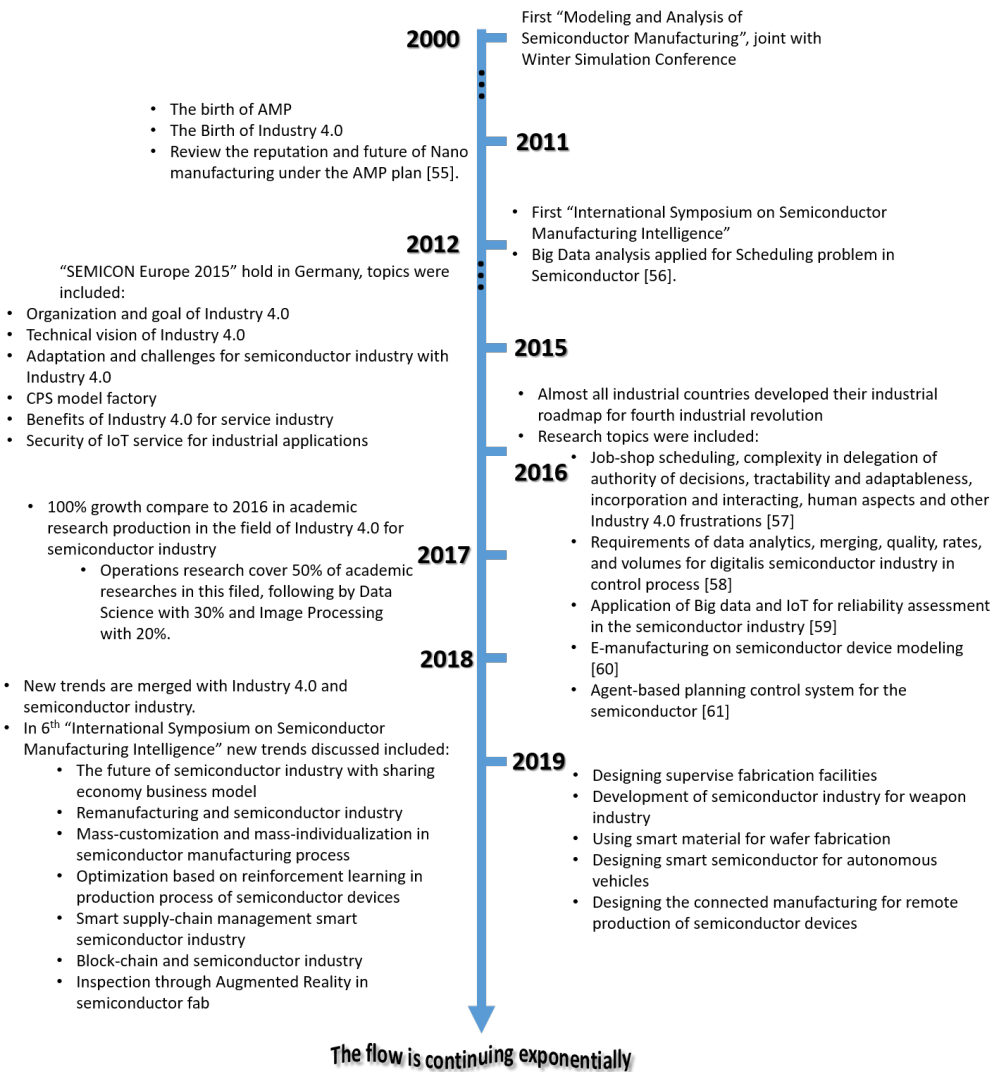 2000
First “Modeling and Analysis of
Semiconductor Manufacturing”, joint with
Winter Simulation Conference
• The birth of AMP
• The Birth of Industry 4.0
• Review the reputation and future of Nano
manufacturing under the AMP plan [55].
2011
2012
• First “International Symposium on Semiconductor
Manufacturing Intelligence”
• Big Data analysis applied for Scheduling problem in
Semiconductor [56].
“SEMICON Europe 2015” hold in Germany, topics were
included:
• Organization and goal of Industry 4.0
• Technical vision of Industry 4.0
• Adaptation and challenges for semiconductor industry with
Industry 4.0
• CPS model factory
• Benefits of Industry 4.0 for service industry
• Security of IoT service for industrial applications
2015
2016
• Almost all industrial countries developed their industrial
roadmap for fourth industrial revolution
• Research topics were included:
• Job-shop scheduling, complexity in delegation of
authority of decisions, tractability and adaptableness,
incorporation and interacting, human aspects and other
Industry 4.0 frustrations [57]
• Requirements of data analytics, merging, quality, rates,
and volumes for digitalis semiconductor industry in
control process [58]
• Application of Big data and IoT for reliability assessment
in the semiconductor industry [59]
• E-manufacturing on semiconductor device modeling
[60]
• Agent-based planning control system for the
semiconductor [61]
• 100% growth compare to 2016 in academic
research production in the field of Industry 4.0 for
semiconductor industry
• Operations research cover 50% of academic
researches in this filed, following by Data
Science with 30% and Image Processing
with 20%.
2017
2018
• New trends are merged with Industry 4.0 and
semiconductor industry.
• In 6th “International Symposium on Semiconductor
Manufacturing Intelligence” new trends discussed included:
• The future of semiconductor industry with sharing
economy business model
• Remanufacturing and semiconductor industry
• Mass-customization and mass-individualization in
semiconductor manufacturing process
• Optimization based on reinforcement learning in
production process of semiconductor devices
• Smart supply-chain management smart
semiconductor industry
• Block-chain and semiconductor industry
• Inspection through Augmented Reality in
semiconductor fab
2019
• Designing supervise fabrication facilities
• Development of semiconductor industry for weapon
industry
• Using smart material for wafer fabrication
• Designing smart semiconductor for autonomous
vehicles
• Designing the connected manufacturing for remote
production of semiconductor devices
The flow is continuing exponentially